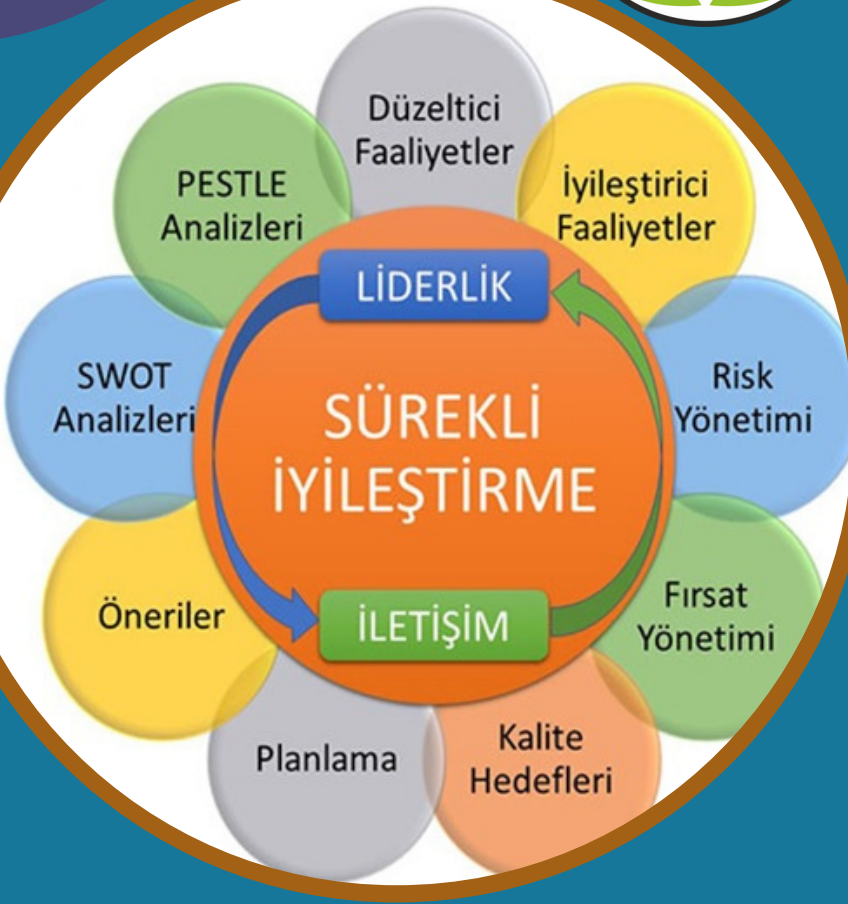 Düzeltici
Faaliyetler
İyileştirici
Faaliyetler
Risk
Yönetimi
Fırsat
Yönetimi
Kalite
Hedefleri
Planlama
Öneriler
SWOT
Analizleri
PESTLE
Analizleri
LİDERLİK
SÜREKLİ
İYİLEŞTİRME
İLETİŞİM